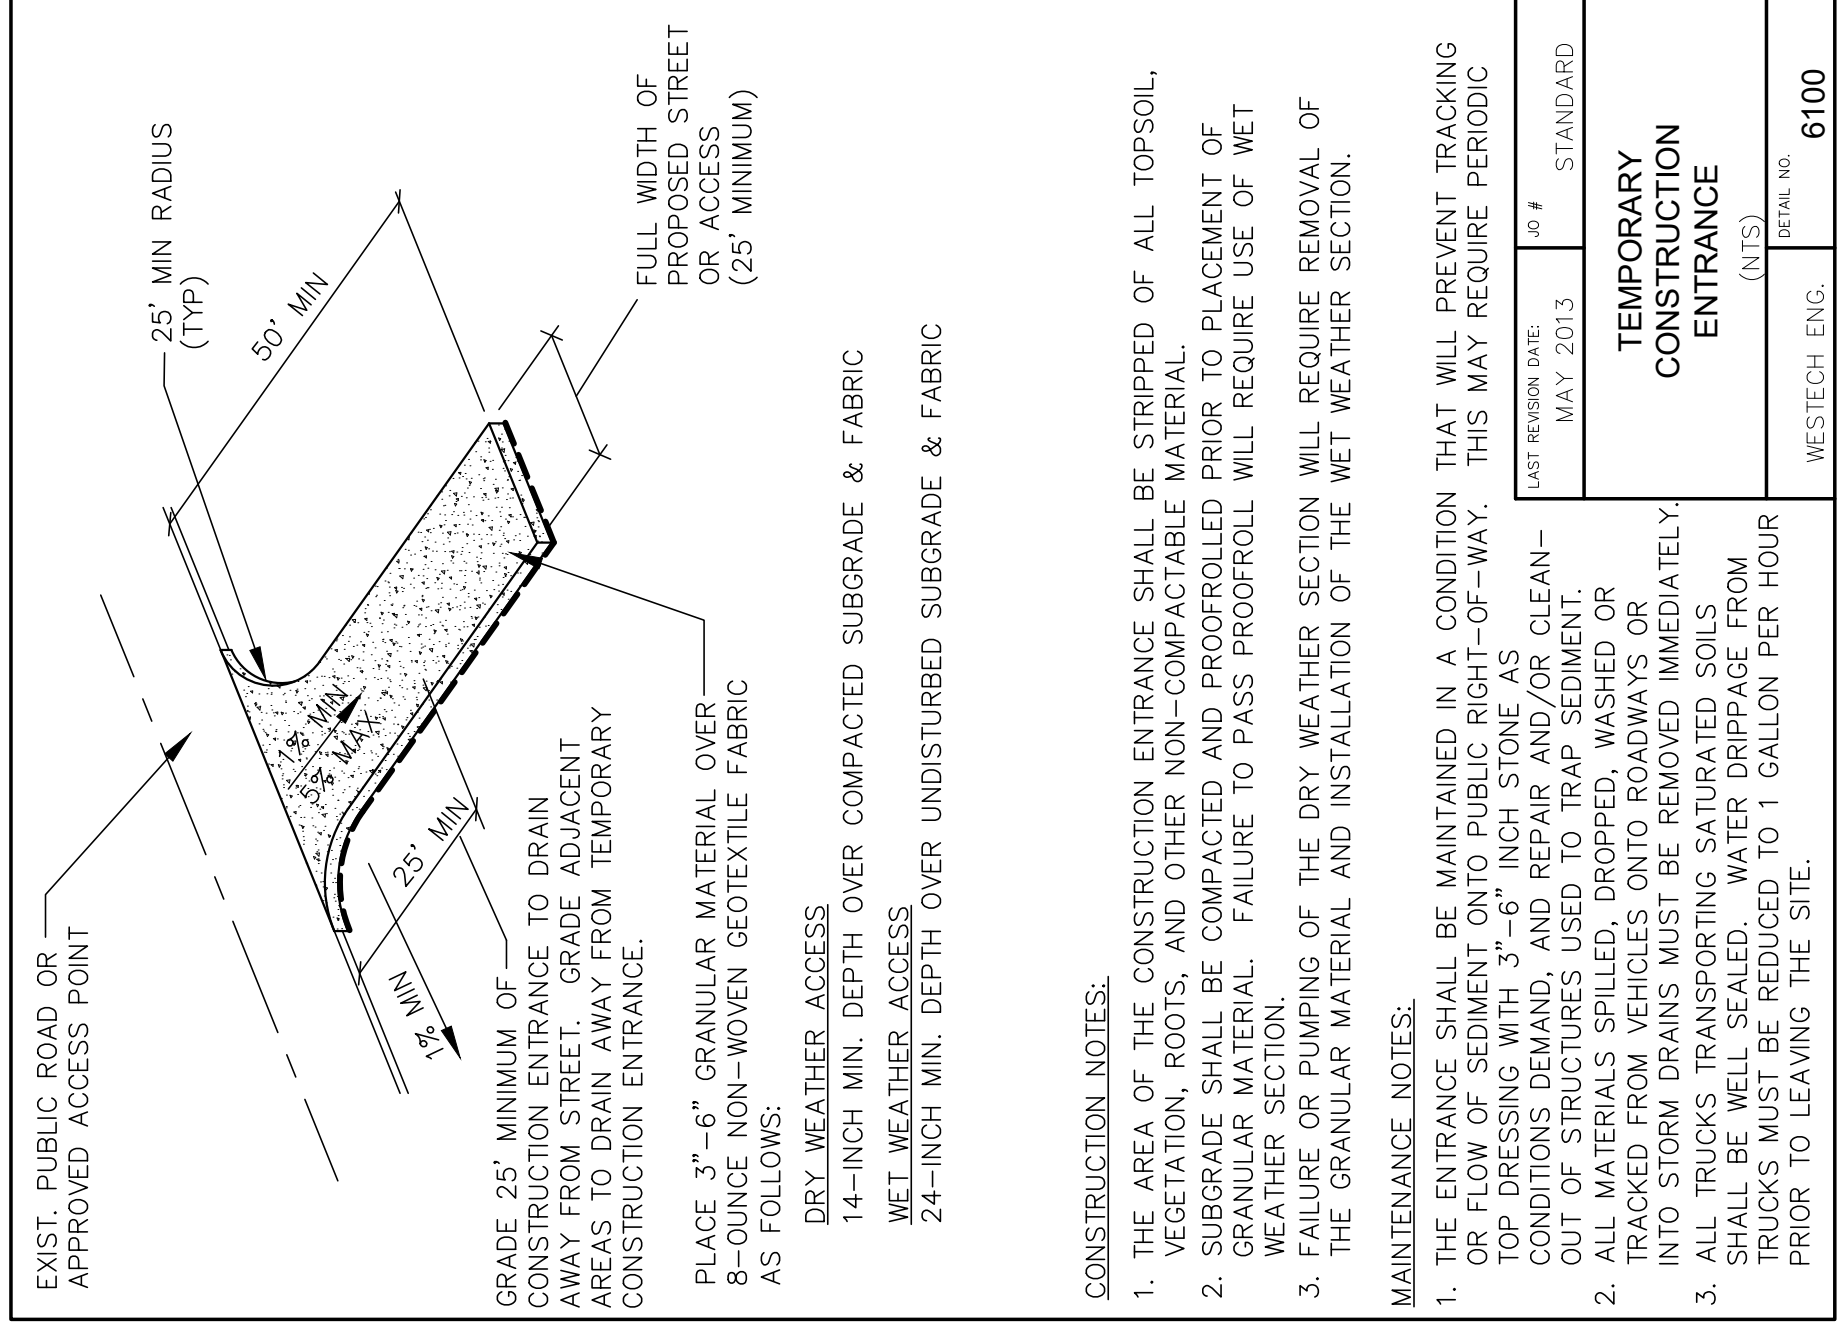 EXIST. PUBLIC ROAD OR
APPROVED ACCESS POINT
25' MIN RADIUS
(TYP)
50' MIN
FULL WIDTH OF
PROPOSED STREET
OR ACCESS
(25' MINIMUM)
1% MIN
5% MAX
25' MIN
1% MIN
GRADE 25' MINIMUM OF
CONSTRUCTION ENTRANCE TO DRAIN
AWAY FROM STREET. GRADE ADJACENT
AREAS TO DRAIN AWAY FROM TEMPORARY
CONSTRUCTION ENTRANCE.
PLACE 3"-6" GRANULAR MATERIAL OVER
8-OUNCE NON-WOVEN GEOTEXTILE FABRIC
AS FOLLOWS:
DRY WEATHER ACCESS
14-INCH MIN. DEPTH OVER COMPACTED SUBGRADE & FABRIC
WET WEATHER ACCESS
24-INCH MIN. DEPTH OVER UNDISTURBED SUBGRADE & FABRIC
CONSTRUCTION NOTES:
1. THE AREA OF THE CONSTRUCTION ENTRANCE SHALL BE STRIPPED OF ALL TOPSOIL,
VEGETATION, ROOTS, AND OTHER NON-COMPACTABLE MATERIAL.
2. SUBGRADE SHALL BE COMPACTED AND PROOFROLLED PRIOR TO PLACEMENT OF
GRANULAR MATERIAL. FAILURE TO PASS PROOFROLL WILL REQUIRE USE OF WET
WEATHER SECTION.
3. FAILURE OR PUMPING OF THE DRY WEATHER SECTION WILL REQUIRE REMOVAL OF
THE GRANULAR MATERIAL AND INSTALLATION OF THE WET WEATHER SECTION.
MAINTENANCE NOTES:
1. THE ENTRANCE SHALL BE MAINTAINED IN A CONDITION THAT WILL PREVENT TRACKING
OR FLOW OF SEDIMENT ONTO PUBLIC RIGHT-OF-WAY. THIS MAY REQUIRE PERIODIC
TOP DRESSING WITH 3"-6" INCH STONE AS
CONDITIONS DEMAND, AND REPAIR AND/OR CLEAN-
OUT OF STRUCTURES USED TO TRAP SEDIMENT.
2. ALL MATERIALS SPILLED, DROPPED, WASHED OR
TRACKED FROM VEHICLES ONTO ROADWAYS OR
INTO STORM DRAINS MUST BE REMOVED IMMEDIATELY.
3. ALL TRUCKS TRANSPORTING SATURATED SOILS
SHALL BE WELL SEALED. WATER DRIPPAGE FROM
TRUCKS MUST BE REDUCED TO 1 GALLON PER HOUR
PRIOR TO LEAVING THE SITE.
LAST REVISION DATE:
MAY 2013
JO #
STANDARD
TEMPORARY
CONSTRUCTION
ENTRANCE
(NTS)
WESTECH ENG.
DETAIL NO.
6100